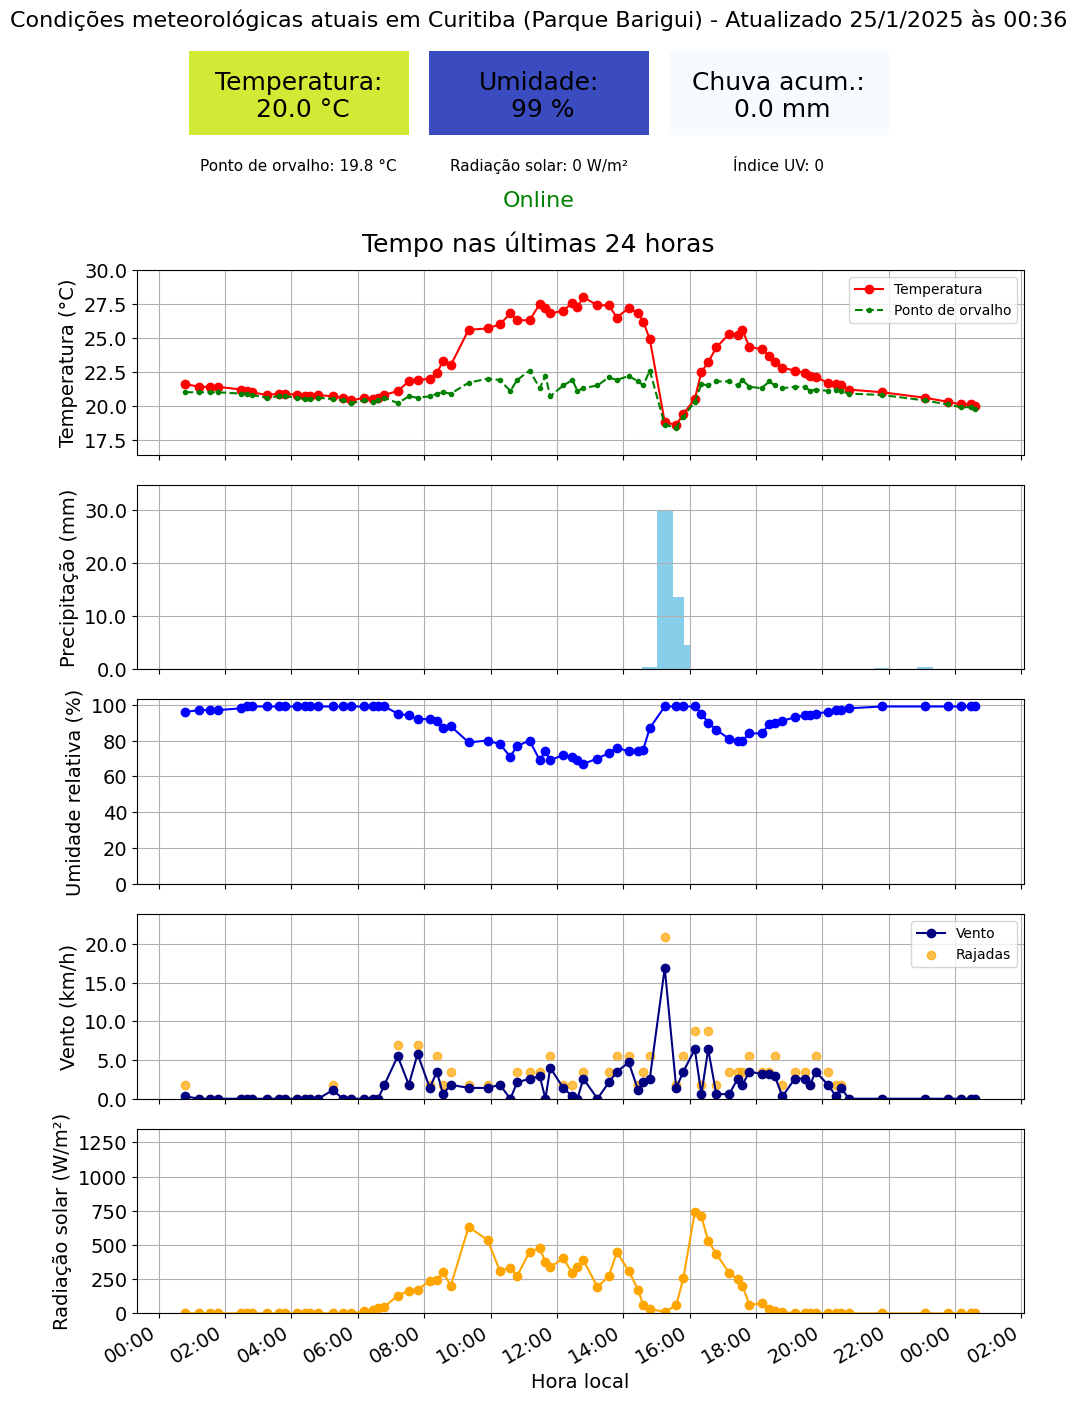 Condições meteorológicas atuais em Curitiba (Parque Barigui) - Atualizado 25/1/2025 às 00:36
Temperatura:
20.0 °C
Umidade:
99 %
Chuva acum.:
0.0 mm
Ponto de orvalho: 19.8 °C
Radiação solar: 0 W/m²
Índice UV: 0
Online
Tempo nas últimas 24 horas
Temperatura (°C)
30.0
27.5
25.0
22.5
20.0
17.5
Temperatura
Ponto de orvalho
Precipitação (mm)
30.0
20.0
10.0
0.0
Umidade relativa (%)
100
80
60
40
20
0
Vento (km/h)
20.0
15.0
10.0
5.0
0.0
Vento
Rajadas
Radiação solar (W/m²)
1250
1000
750
500
250
0
00:00
02:00
04:00
06:00
08:00
10:00
12:00
14:00
16:00
18:00
20:00
22:00
00:00
02:00
Hora local